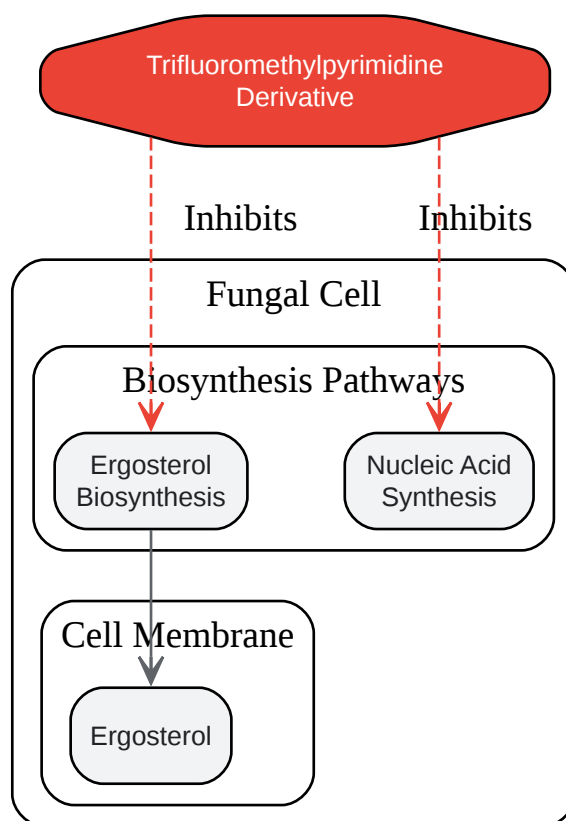 Trifluoromethylpyrimidine
Derivative
Inhibits
Inhibits
Fungal Cell
Biosynthesis Pathways
Ergosterol
Biosynthesis
Nucleic Acid
Synthesis
Cell Membrane
Ergosterol